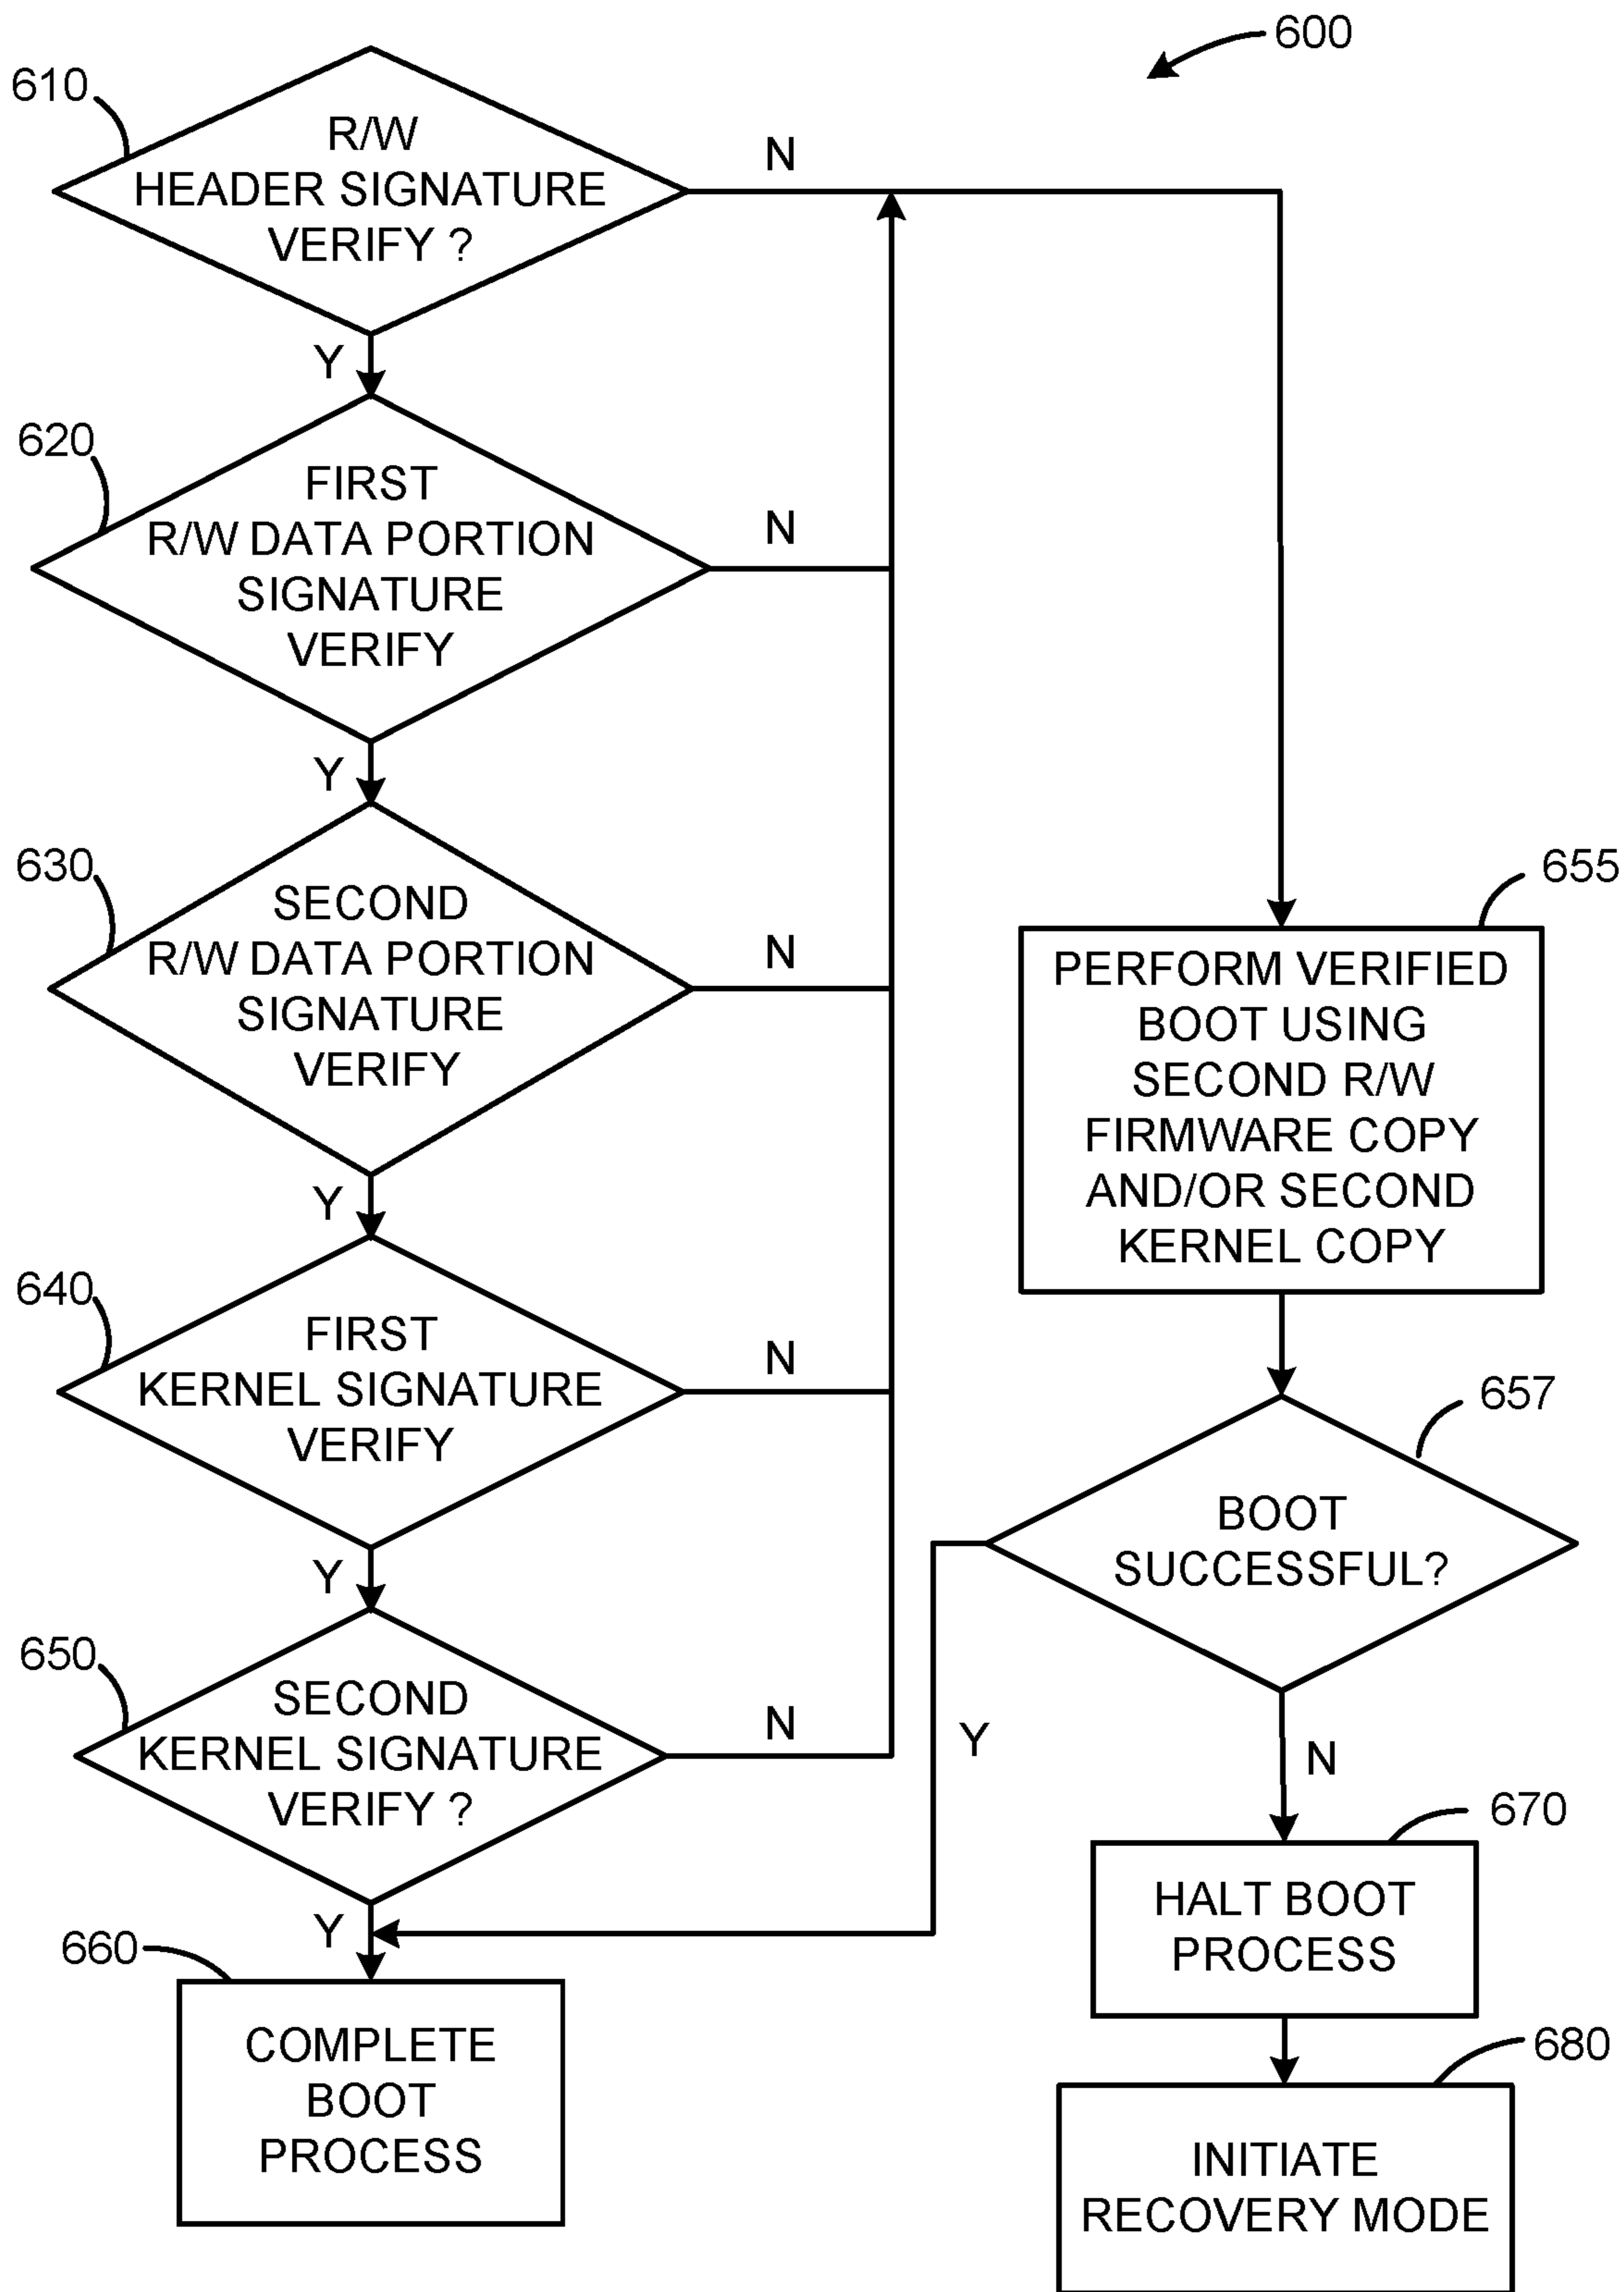 600
610
R/W
HEADER SIGNATURE
VERIFY ?
N
Y
620
FIRST
R/W DATA PORTION
SIGNATURE
VERIFY
N
Y
630
SECOND
R/W DATA PORTION
SIGNATURE
VERIFY
N
Y
640
FIRST
KERNEL SIGNATURE
VERIFY
N
Y
650
SECOND
KERNEL SIGNATURE
VERIFY ?
N
Y
660
COMPLETE
BOOT
PROCESS
655
PERFORM VERIFIED
BOOT USING
SECOND R/W
FIRMWARE COPY
AND/OR SECOND
KERNEL COPY
657
BOOT
SUCCESSFUL?
Y
N
670
HALT BOOT
PROCESS
680
INITIATE
RECOVERY MODE